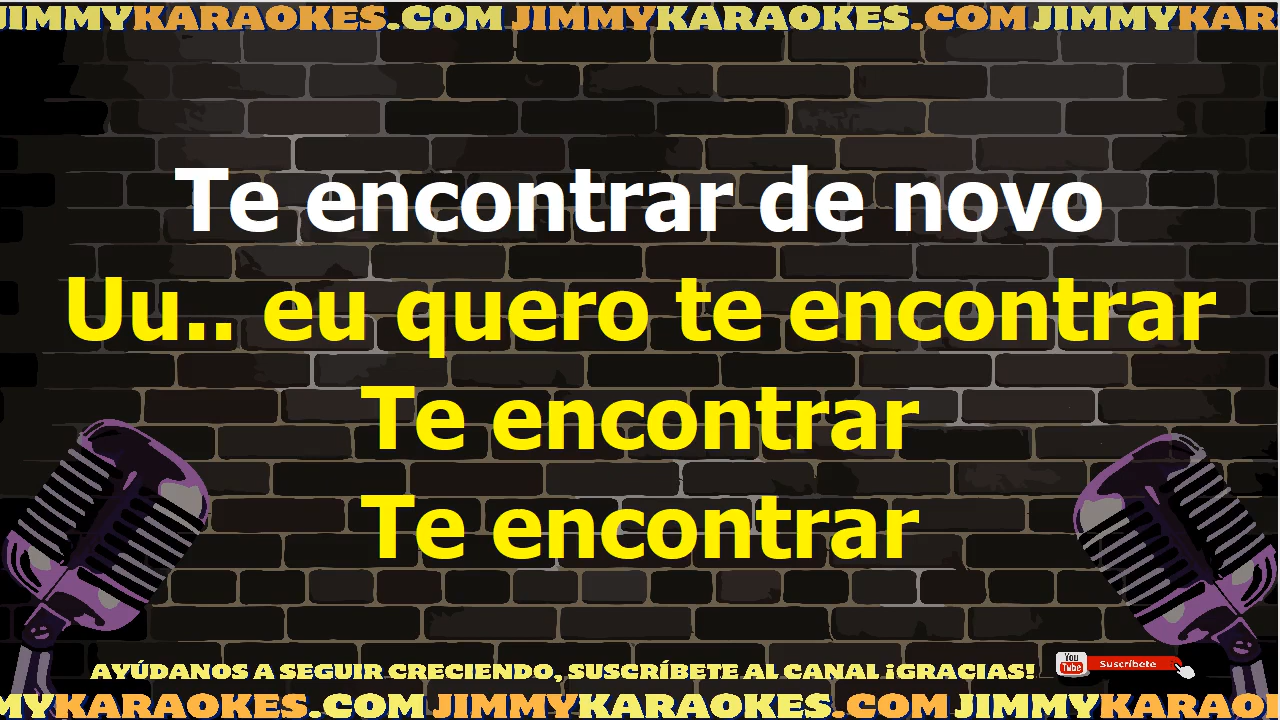 JIMMYKARAOKES.COM JIMMYKARAOKES.COM JIMMYKAR
Te encontrar de novo
Uu.. eu quero te encontrar
Te encontrar
Te encontrar
AYÚDANOS A SEGUIR CRECIENDO, SUSCRÍBETE AL CANAL ¡GRACIAS!
You Tube Suscríbete
MYKARAOKES.COM JIMMYKARAOKES.COM JIMMYKARAO